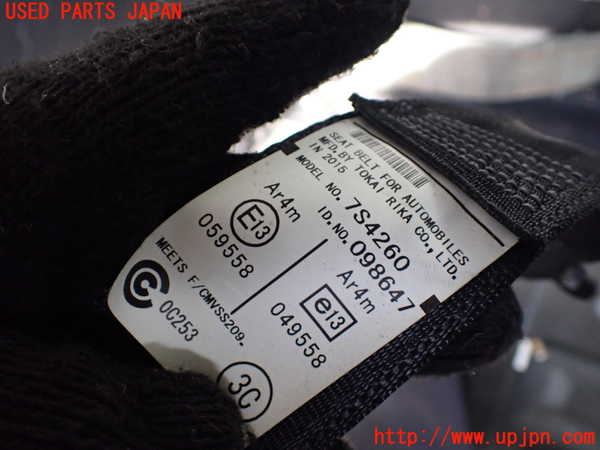 USED PARTS JAPAN
SEAT BELT FOR AUTOMOBILES
MFD.BY TOKAI RIKA CO., LTD.
IN 2015
MODEL NO. 7S4260
ID.NO. 098647
Ar4m
E13
059558
Ar4m
e13
049558
MEETS F/CMVSS209.
0C253
3C
http://www.upjpn.com/